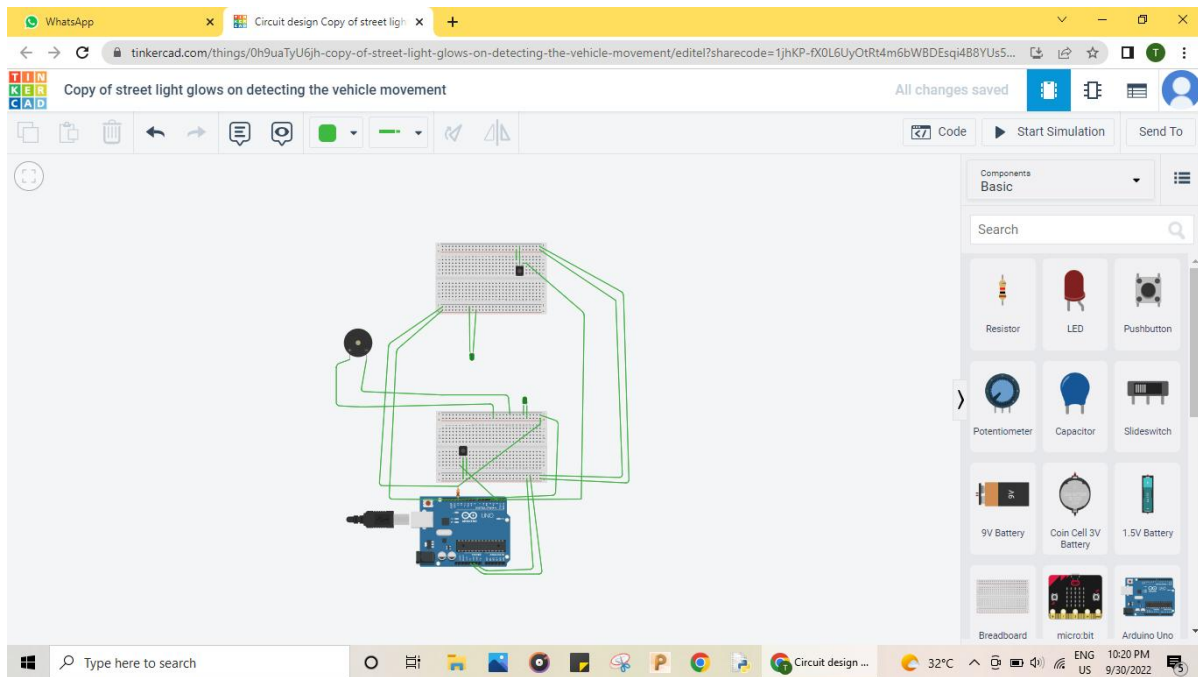 WhatsApp
Circuit design Copy of street ligh
tinkercad.com/things/0h9uaTyU6jh-copy-of-street-light-glows-on-detecting-the-vehicle-movement/editel?sharecode=1jhKP-fX0L6UyOtRt4m6bWBDEsqi4B8YUs5...
T
TIN
KER
CAD
Copy of street light glows on detecting the vehicle movement
All changes saved
Code
Start Simulation
Send To
Components
Basic
Search
Resistor
LED
Pushbutton
Potentiometer
Capacitor
Slideswitch
9V
9V Battery
Coin Cell 3V
Battery
1.5V Battery
Breadboard
micro:bit
Arduino Uno
UNO
Type here to search
P
Circuit design ...
32°C
ENG
US
10:20 PM
9/30/2022
5